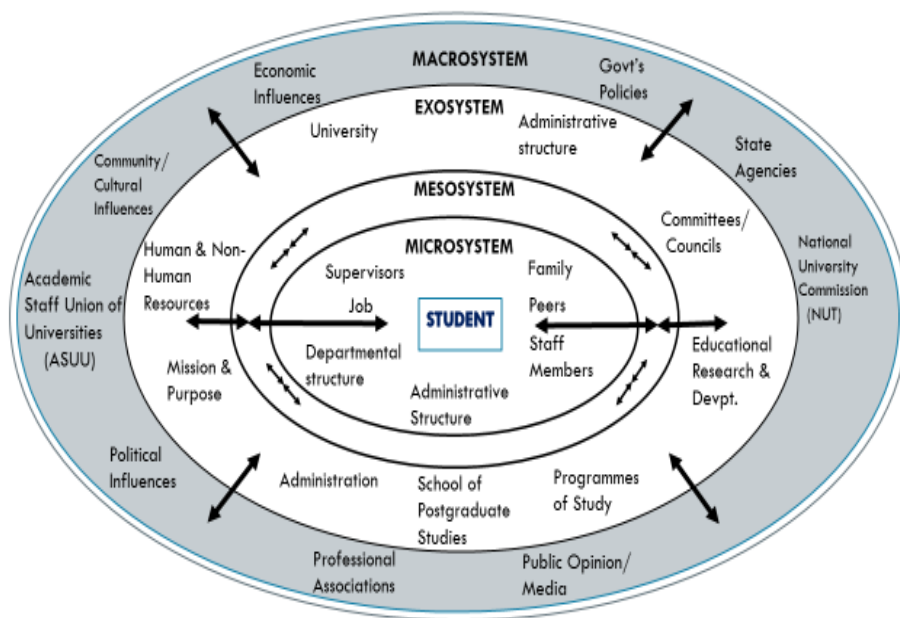 MACROSYSTEM
Economic
Influences
Govt's
Policies
EXOSYSTEM
University
Administrative
structure
State
Agencies
Community/
Cultural
Influences
MESOSYSTEM
Committees/
Councils
MICROSYSTEM
Human & Non-
Human
Resources
Supervisors
Family
National
University
Commission
(NUT)
Academic
Staff Union of
Universities
(ASUU)
Job
STUDENT
Peers
Staff
Members
Departmental
structure
Educational
Research &
Devpt.
Mission &
Purpose
Administrative
Structure
Political
Influences
Administration
School of
Postgraduate
Studies
Programmes
of Study
Professional
Associations
Public Opinion/
Media